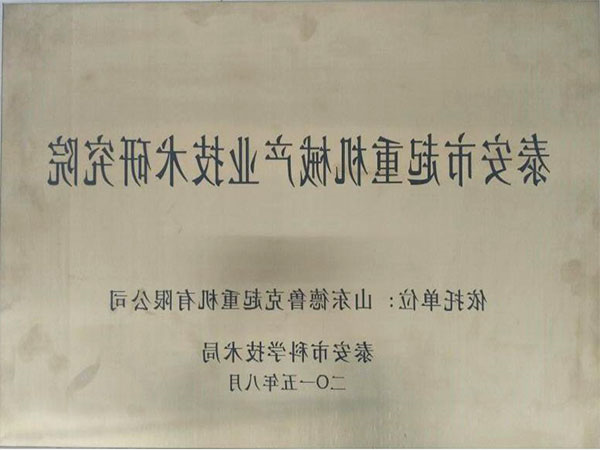 泰安市起重机械产业技术研究院
依托单位：山东德鲁克起重机有限公司
泰安市科学技术局
二〇一五年八月